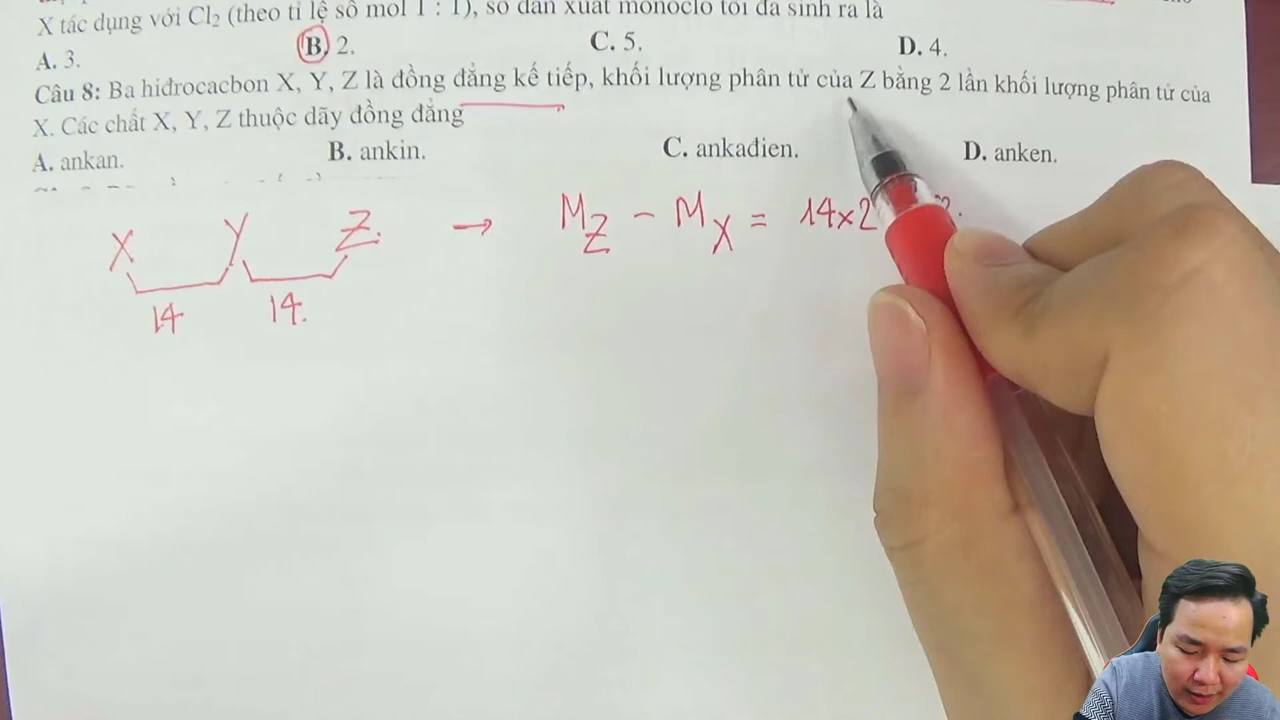 X tác dụng với Cl₂ (theo tỉ lệ số mol 1 : 1), số dẫn xuất monoclo tối đa sinh ra là
A. 3. B. 2. C. 5. D. 4.
Câu 8: Ba hiđrocacbon X, Y, Z là đồng đẳng kế tiếp, khối lượng phân tử của Z bằng 2 lần khối lượng phân tử của
X. Các chất X, Y, Z thuộc dãy đồng đẳng
A. ankan. B. ankin. C. ankađien. D. anken.
X Y Z. → M_Z - M_X = 14×2
14 14.